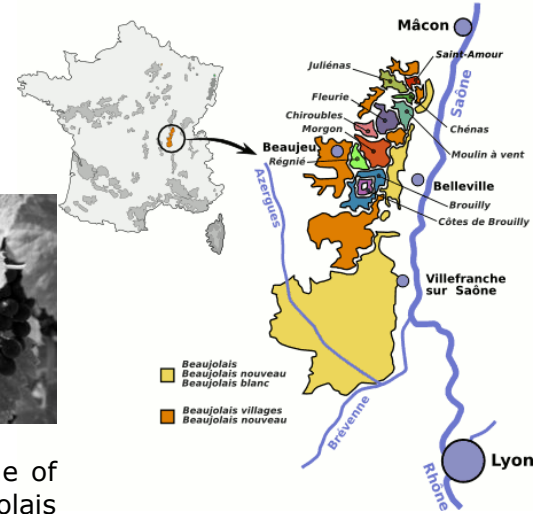 Mâcon
Saint-Amour
Juliénas
Saône
Fleurie
Chiroubles
Chénas
Morgon
Beaujeu
Moulin à vent
Régnié
Belleville
Azergues
Brouilly
Côtes de Brouilly
Villefranche
sur Saône
Beaujolais
Beaujolais nouveau
Beaujolais blanc
Beaujolais villages
Beaujolais nouveau
Brévenne
Lyon
Rhône
e of
olais